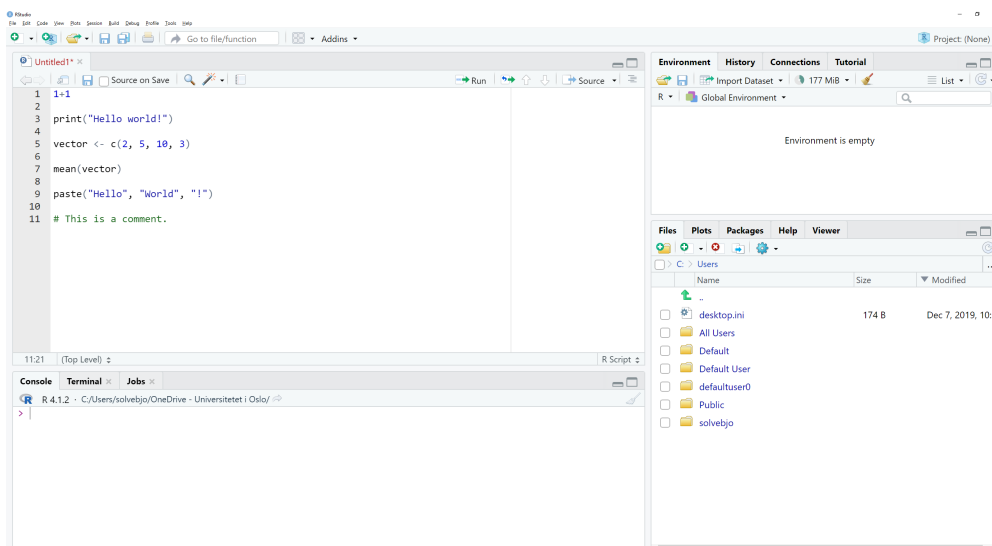 RStudio
File Edit Code View Plots Session Build Debug Profile Tools Help
Go to file/function Addins Project: (None)
Untitled1*
Source on Save Run Source
1 1+1
2
3 print("Hello world!")
4
5 vector <- c(2, 5, 10, 3)
6
7 mean(vector)
8
9 paste("Hello", "World", "!")
10
11 # This is a comment.
11:21 (Top Level) R Script
Console Terminal Jobs
R 4.1.2 · C:/Users/solvebjo/OneDrive - Universitetet i Oslo/
>
Environment History Connections Tutorial
Import Dataset 177 MiB List
R Global Environment
Environment is empty
Files Plots Packages Help Viewer
C: Users
Name Size Modified
..
desktop.ini 174 B Dec 7, 2019, 10:
All Users
Default
Default User
defaultuser0
Public
solvebjo